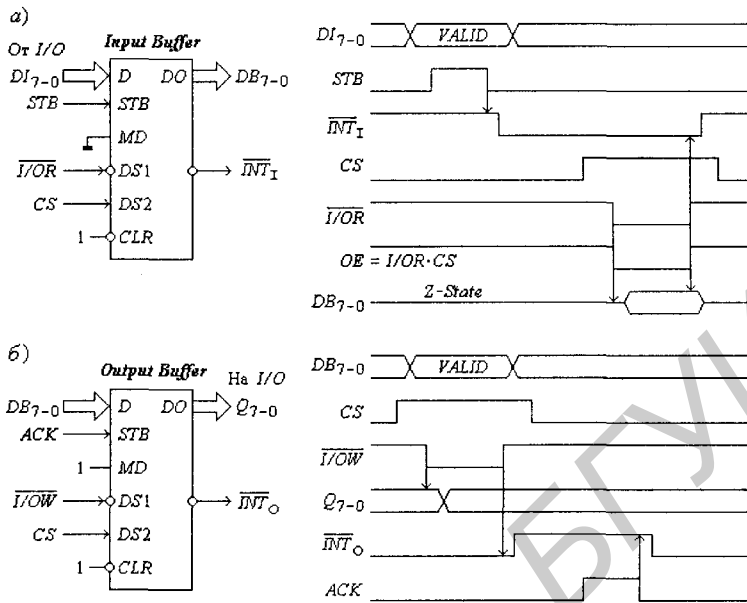 а)
Input Buffer
От I/O
DI7-0
D
DO
DB7-0
STB
STB
MD
I/OR
DS1
INTI
CS
DS2
1
CLR
DI7-0
VALID
STB
INTI
CS
I/OR
OE = I/OR·CS
DB7-0
Z-State
б)
Output Buffer
На I/O
DB7-0
D
DO
Q7-0
ACK
STB
1
MD
I/OW
DS1
INTO
CS
DS2
1
CLR
DB7-0
VALID
CS
I/OW
Q7-0
INTO
ACK
БГУ